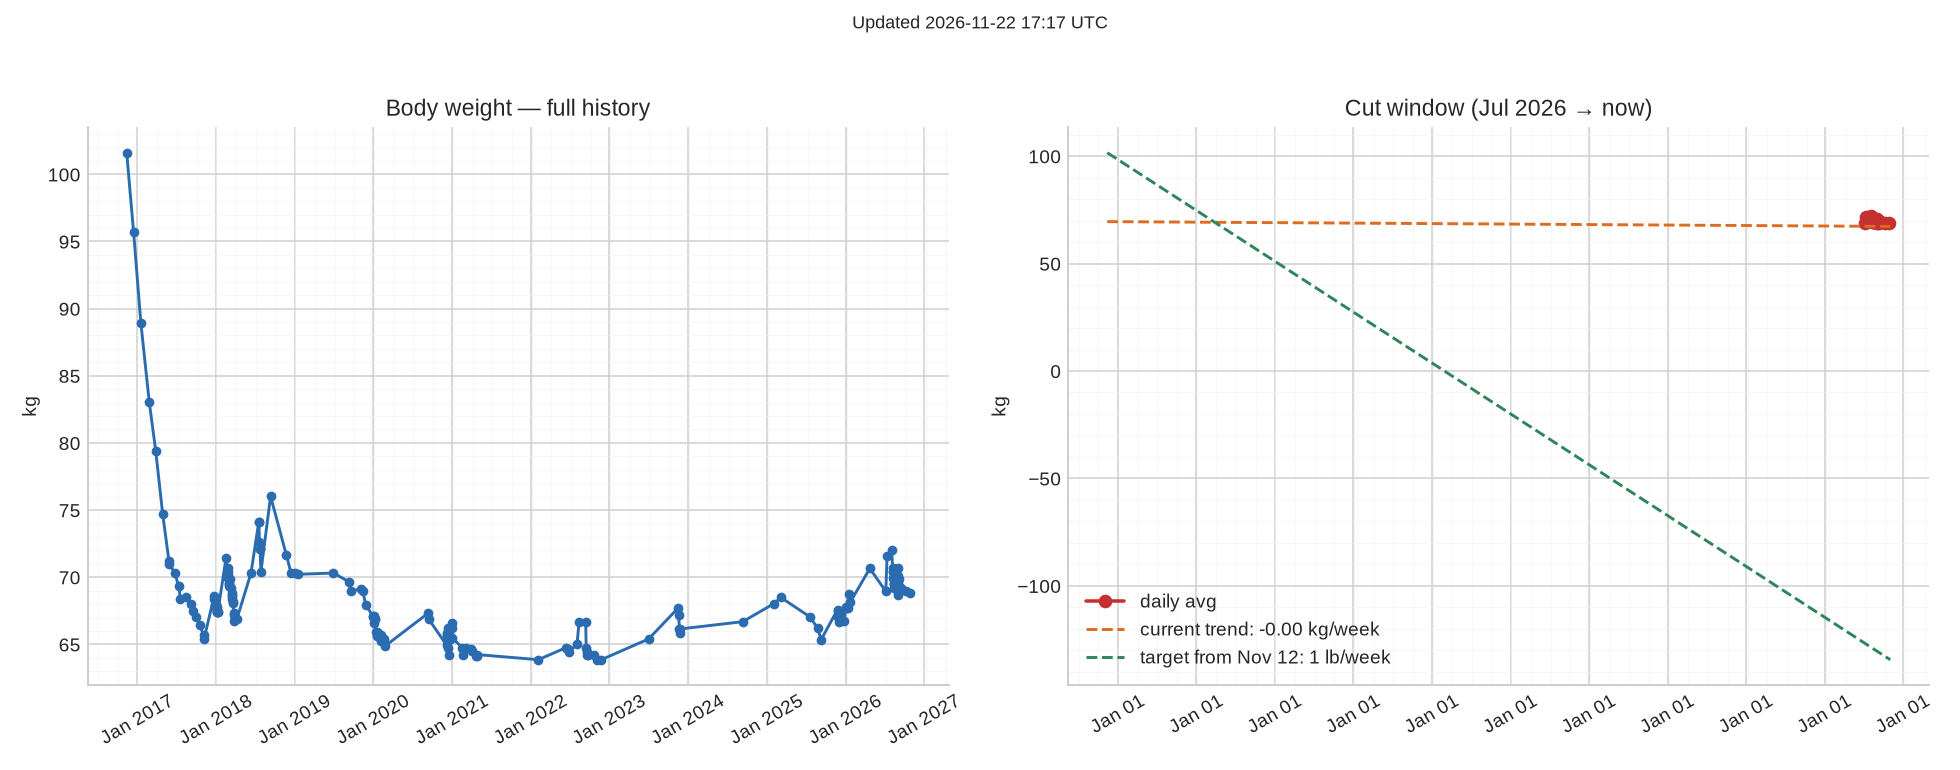 Updated 2026-11-22 17:17 UTC
Body weight — full history
kg
100
95
90
85
80
75
70
65
Jan 2017
Jan 2018
Jan 2019
Jan 2020
Jan 2021
Jan 2022
Jan 2023
Jan 2024
Jan 2025
Jan 2026
Jan 2027
Cut window (Jul 2026 → now)
kg
100
50
0
−50
−100
daily avg
current trend: -0.00 kg/week
target from Nov 12: 1 lb/week
Jan 01
Jan 01
Jan 01
Jan 01
Jan 01
Jan 01
Jan 01
Jan 01
Jan 01
Jan 01
Jan 01